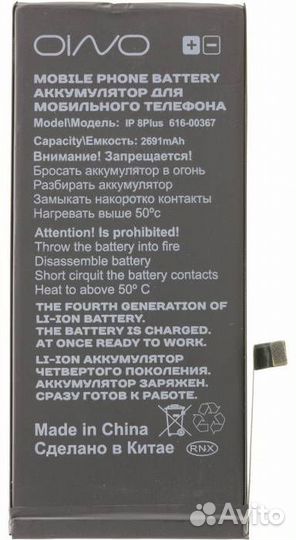 OINO
MOBILE PHONE BATTERY
АККУМУЛЯТОР ДЛЯ
МОБИЛЬНОГО ТЕЛЕФОНА
Model\Модель: IP 8Plus 616-00367
Capacity\Емкость: 2691mAh
Внимание! Запрещается!
Бросать аккумулятор в огонь
Разбирать аккумулятор
Замыкать накоротко контакты
Нагревать выше 50ºс
Attention! Is prohibited!
Throw the battery into fire
Disassemble battery
Short cirquit the battery contacts
Heat to above 50º C
THE FOURTH GENERATION OF
LI-ION BATTERY.
THE BATTERY IS CHARGED.
AT ONCE READY TO WORK.
LI-ION АККУМУЛЯТОР
ЧЕТВЕРТОГО ПОКОЛЕНИЯ.
АККУМУЛЯТОР ЗАРЯЖЕН.
СРАЗУ ГОТОВ К РАБОТЕ.
Made in China
Сделано в Китае
RNX
Avito